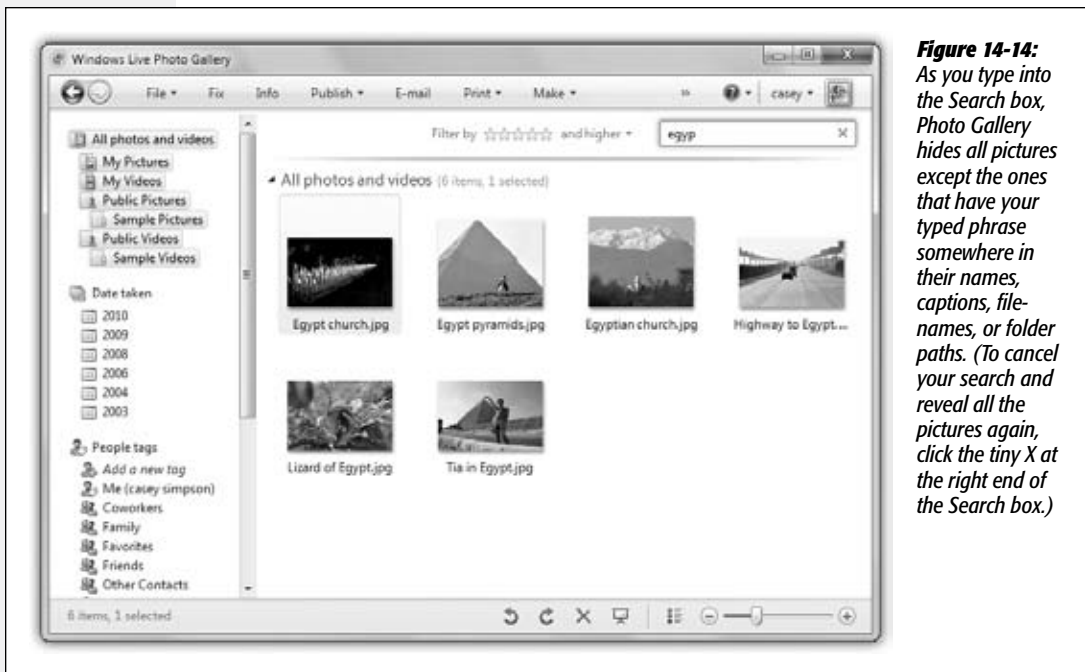 Windows Live Photo Gallery
File Fix Info Publish E-mail Print Make » casey
Filter by and higher egyp
All photos and videos
My Pictures
My Videos
Public Pictures
Sample Pictures
Public Videos
Sample Videos
Date taken
2010
2009
2008
2006
2004
2003
People tags
Add a new tag
Me (casey simpson)
Coworkers
Family
Favorites
Friends
Other Contacts
All photos and videos (6 items, 1 selected)
Egypt church.jpg Egypt pyramids.jpg Egyptian church.jpg Highway to Egypt....
Lizard of Egypt.jpg Tia in Egypt.jpg
6 items, 1 selected
Figure 14-14:
As you type into
the Search box,
Photo Gallery
hides all pictures
except the ones
that have your
typed phrase
somewhere in
their names,
captions, file-
names, or folder
paths. (To cancel
your search and
reveal all the
pictures again,
click the tiny X at
the right end of
the Search box.)